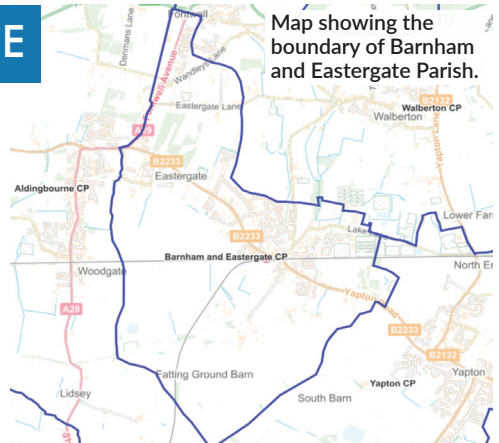 E
Map showing the
boundary of Barnham
and Eastergate Parish.
Fontwell
Denmans Lane
Fontwell Avenue
Wandleys Lane
Eastergate Lane
B2132
Walberton CP
Walberton
Yapton Lane
A29
B2233
Eastergate
Aldingbourne CP
B2233
Lake
Lower Far
Barnham and Eastergate CP
North En
Woodgate
A29
Yapton Road
B2233
B2132
Fatting Ground Barn
Yapton
Lidsey
Yapton CP
South Barn